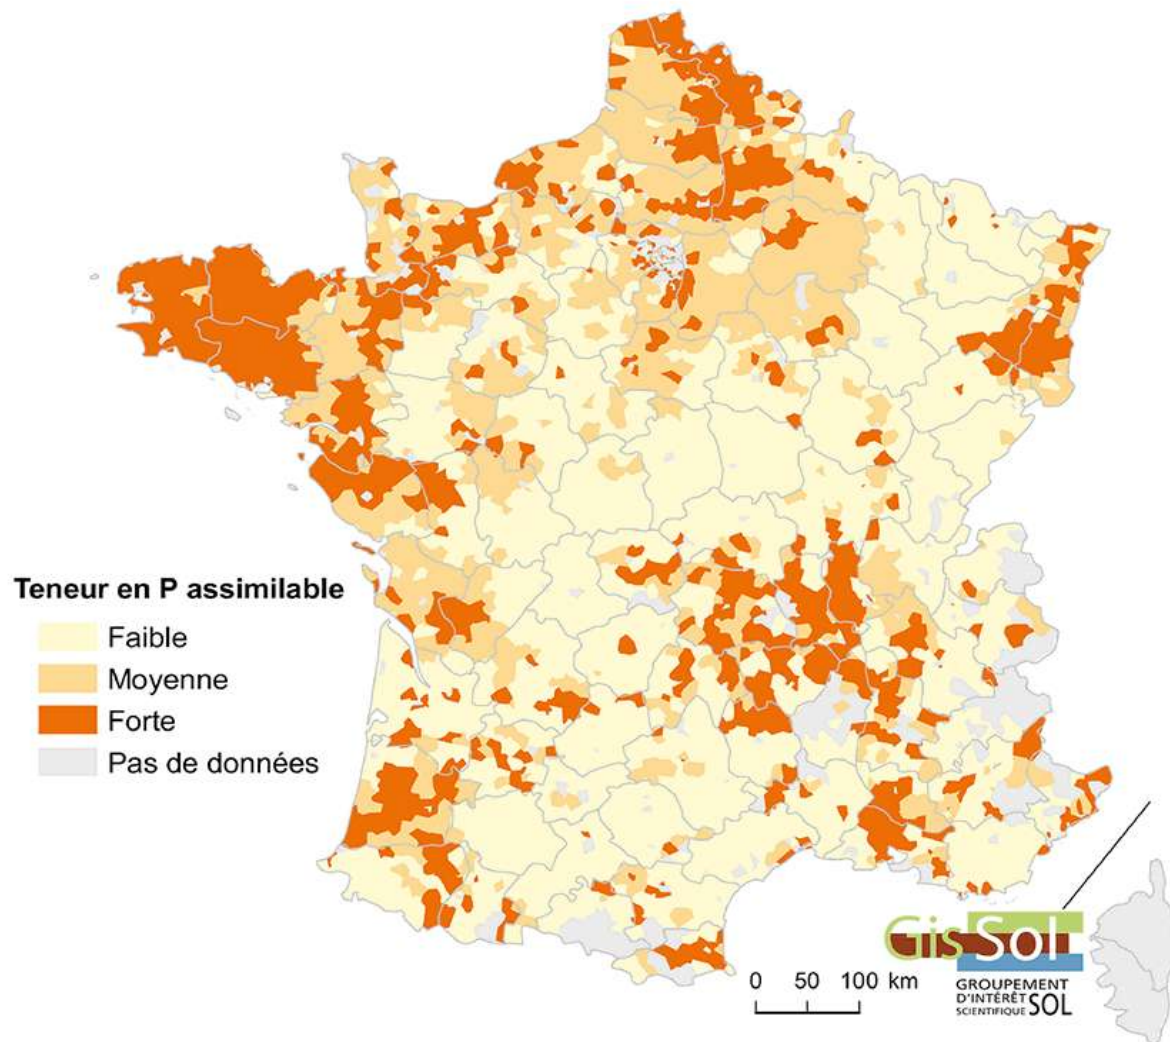 Teneur en P assimilable
Faible
Moyenne
Forte
Pas de données
Gis Sol
0 50 100 km
GROUPEMENT
D'INTÉRÊT
SCIENTIFIQUE SOL